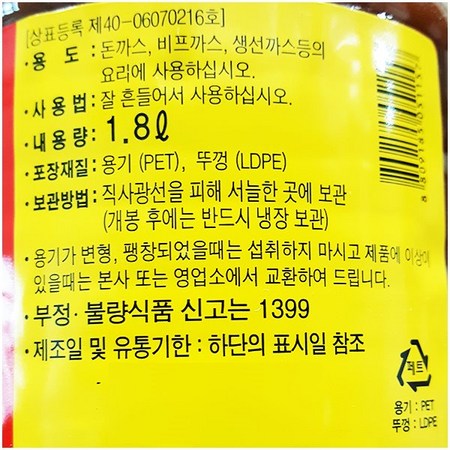 [상표등록 제40-06070216호]
· 용 도 : 돈까스, 비프까스, 생선까스등의
요리에 사용하십시오.
· 사 용 법 : 잘 흔들어서 사용하십시오.
· 내 용 량 : 1.8ℓ
· 포장재질 : 용기 (PET), 뚜껑 (LDPE)
· 보관방법 : 직사광선을 피해 서늘한 곳에 보관
(개봉 후에는 반드시 냉장 보관)
· 용기가 변형, 팽창되었을때는 섭취하지 마시고 제품에 이상이
있을때는 본사 또는 영업소에서 교환하여 드립니다.
· 부정 · 불량식품 신고는 1399
· 제조일 및 유통기한 : 하단의 표시일 참조
페트
용기 : PET
뚜껑 : LDPE